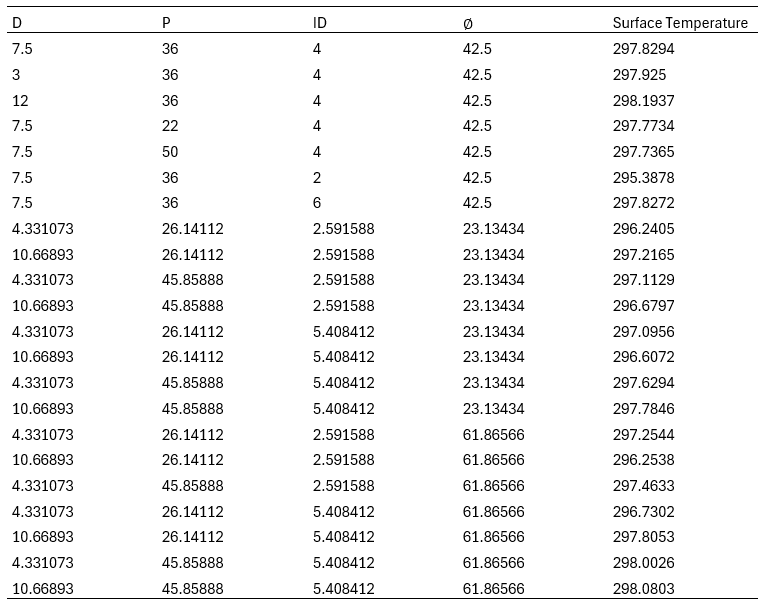 D P ID Ø Surface Temperature
7.5 36 4 42.5 297.8294
3 36 4 42.5 297.925
12 36 4 42.5 298.1937
7.5 22 4 42.5 297.7734
7.5 50 4 42.5 297.7365
7.5 36 2 42.5 295.3878
7.5 36 6 42.5 297.8272
4.331073 26.14112 2.591588 23.13434 296.2405
10.66893 26.14112 2.591588 23.13434 297.2165
4.331073 45.85888 2.591588 23.13434 297.1129
10.66893 45.85888 2.591588 23.13434 296.6797
4.331073 26.14112 5.408412 23.13434 297.0956
10.66893 26.14112 5.408412 23.13434 296.6072
4.331073 45.85888 5.408412 23.13434 297.6294
10.66893 45.85888 5.408412 23.13434 297.7846
4.331073 26.14112 2.591588 61.86566 297.2544
10.66893 26.14112 2.591588 61.86566 296.2538
4.331073 45.85888 2.591588 61.86566 297.4633
4.331073 26.14112 5.408412 61.86566 296.7302
10.66893 26.14112 5.408412 61.86566 297.8053
4.331073 45.85888 5.408412 61.86566 298.0026
10.66893 45.85888 5.408412 61.86566 298.0803